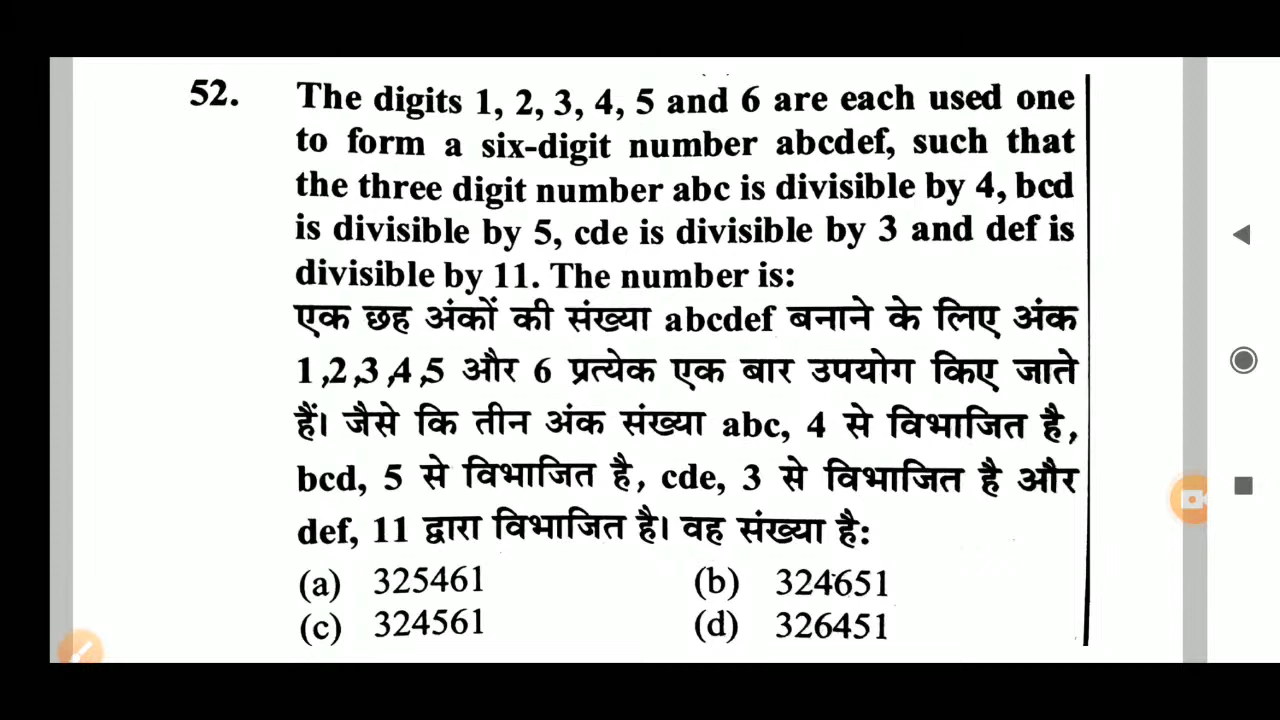 52. The digits 1, 2, 3, 4, 5 and 6 are each used one
to form a six-digit number abcdef, such that
the three digit number abc is divisible by 4, bcd
is divisible by 5, cde is divisible by 3 and def is
divisible by 11. The number is:
एक छह अंकों की संख्या abcdef बनाने के लिए अंक
1,2,3,4,5 और 6 प्रत्येक एक बार उपयोग किए जाते
हैं। जैसे कि तीन अंक संख्या abc, 4 से विभाजित है,
bcd, 5 से विभाजित है, cde, 3 से विभाजित है और
def, 11 द्वारा विभाजित है। वह संख्या है:
(a) 325461 (b) 324651
(c) 324561 (d) 326451